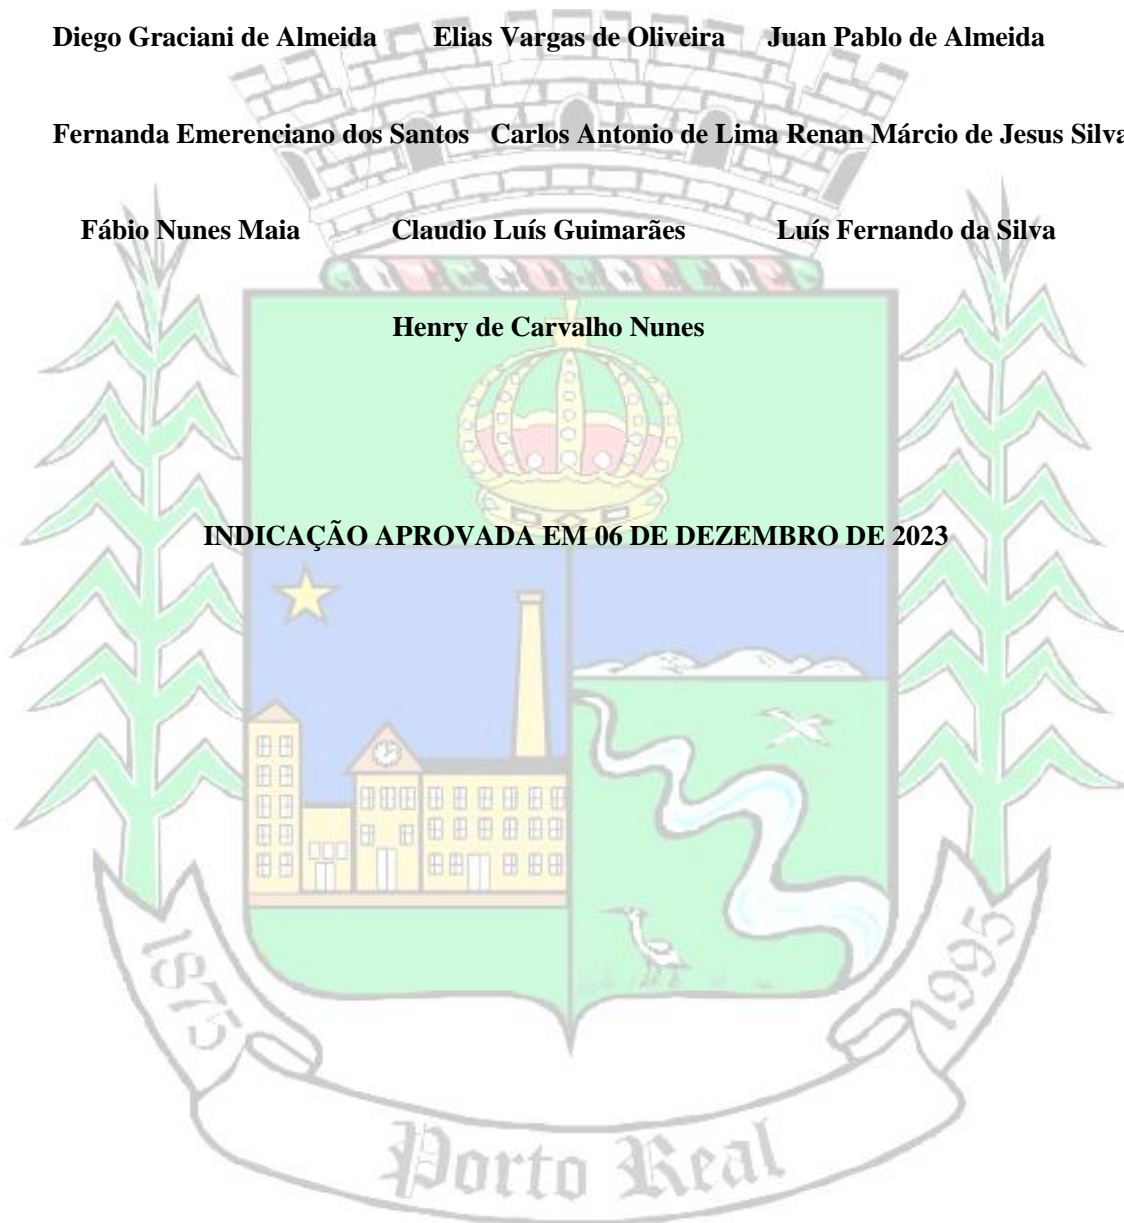 Diego Graciani de Almeida Elias Vargas de Oliveira Juan Pablo de Almeida
Fernanda Emerenciano dos Santos Carlos Antonio de Lima Renan Márcio de Jesus Silva
Fábio Nunes Maia Claudio Luís Guimarães Luís Fernando da Silva
Henry de Carvalho Nunes
INDICAÇÃO APROVADA EM 06 DE DEZEMBRO DE 2023
1875
1995
Porto Real